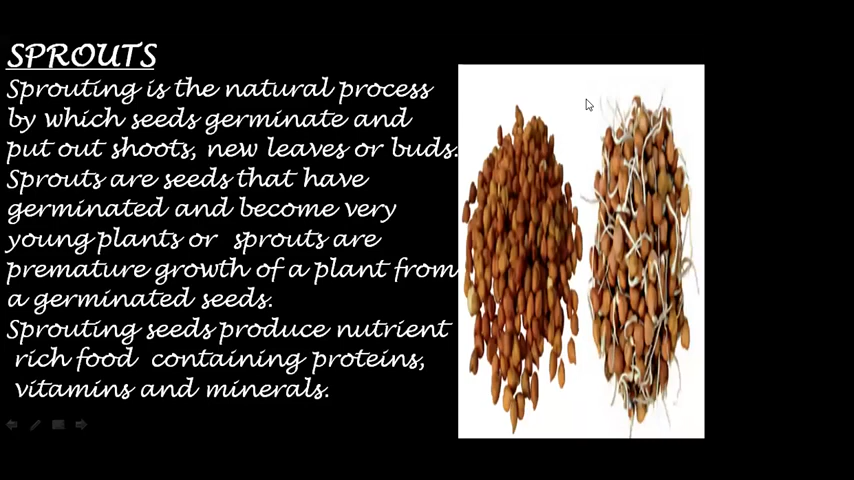 SPROUTS
Sprouting is the natural process
by which seeds germinate and
put out shoots, new leaves or buds.
Sprouts are seeds that have
germinated and become very
young plants or sprouts are
premature growth of a plant from
a germinated seeds.
Sprouting seeds produce nutrient
rich food containing proteins,
vitamins and minerals.